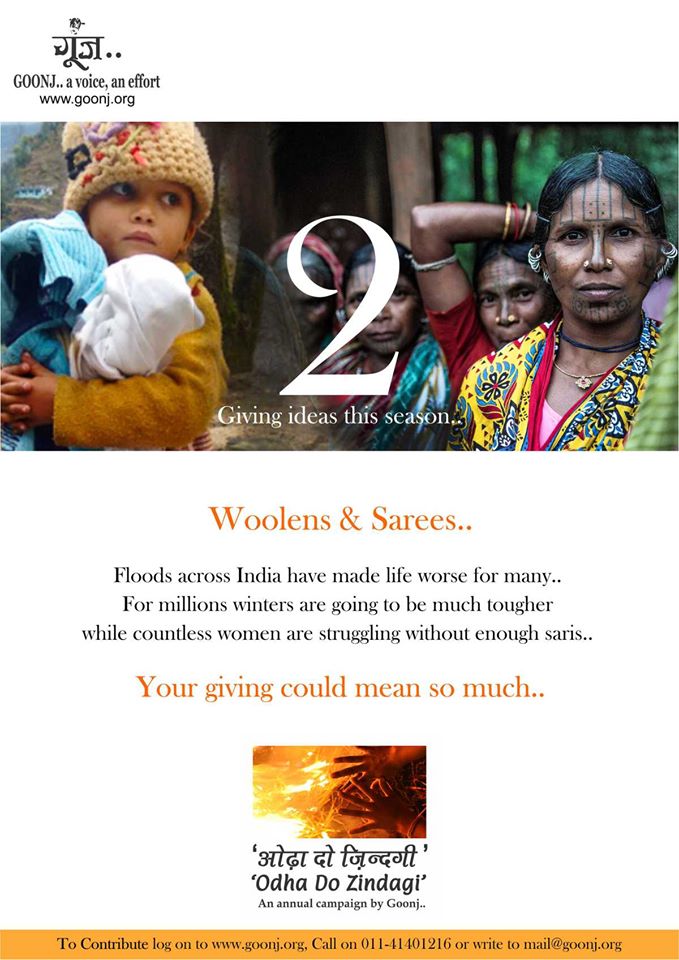 गूंज..
GOONJ.. a voice, an effort
www.goonj.org
2
Giving ideas this season..
Woolens & Sarees..
Floods across India have made life worse for many..
For millions winters are going to be much tougher
while countless women are struggling without enough saris..
Your giving could mean so much..
‘ओढ़ा दो ज़िन्दगी’
‘Odha Do Zindagi’
An annual campaign by Goonj..
To Contribute log on to www.goonj.org, Call on 011-41401216 or write to mail@goonj.org